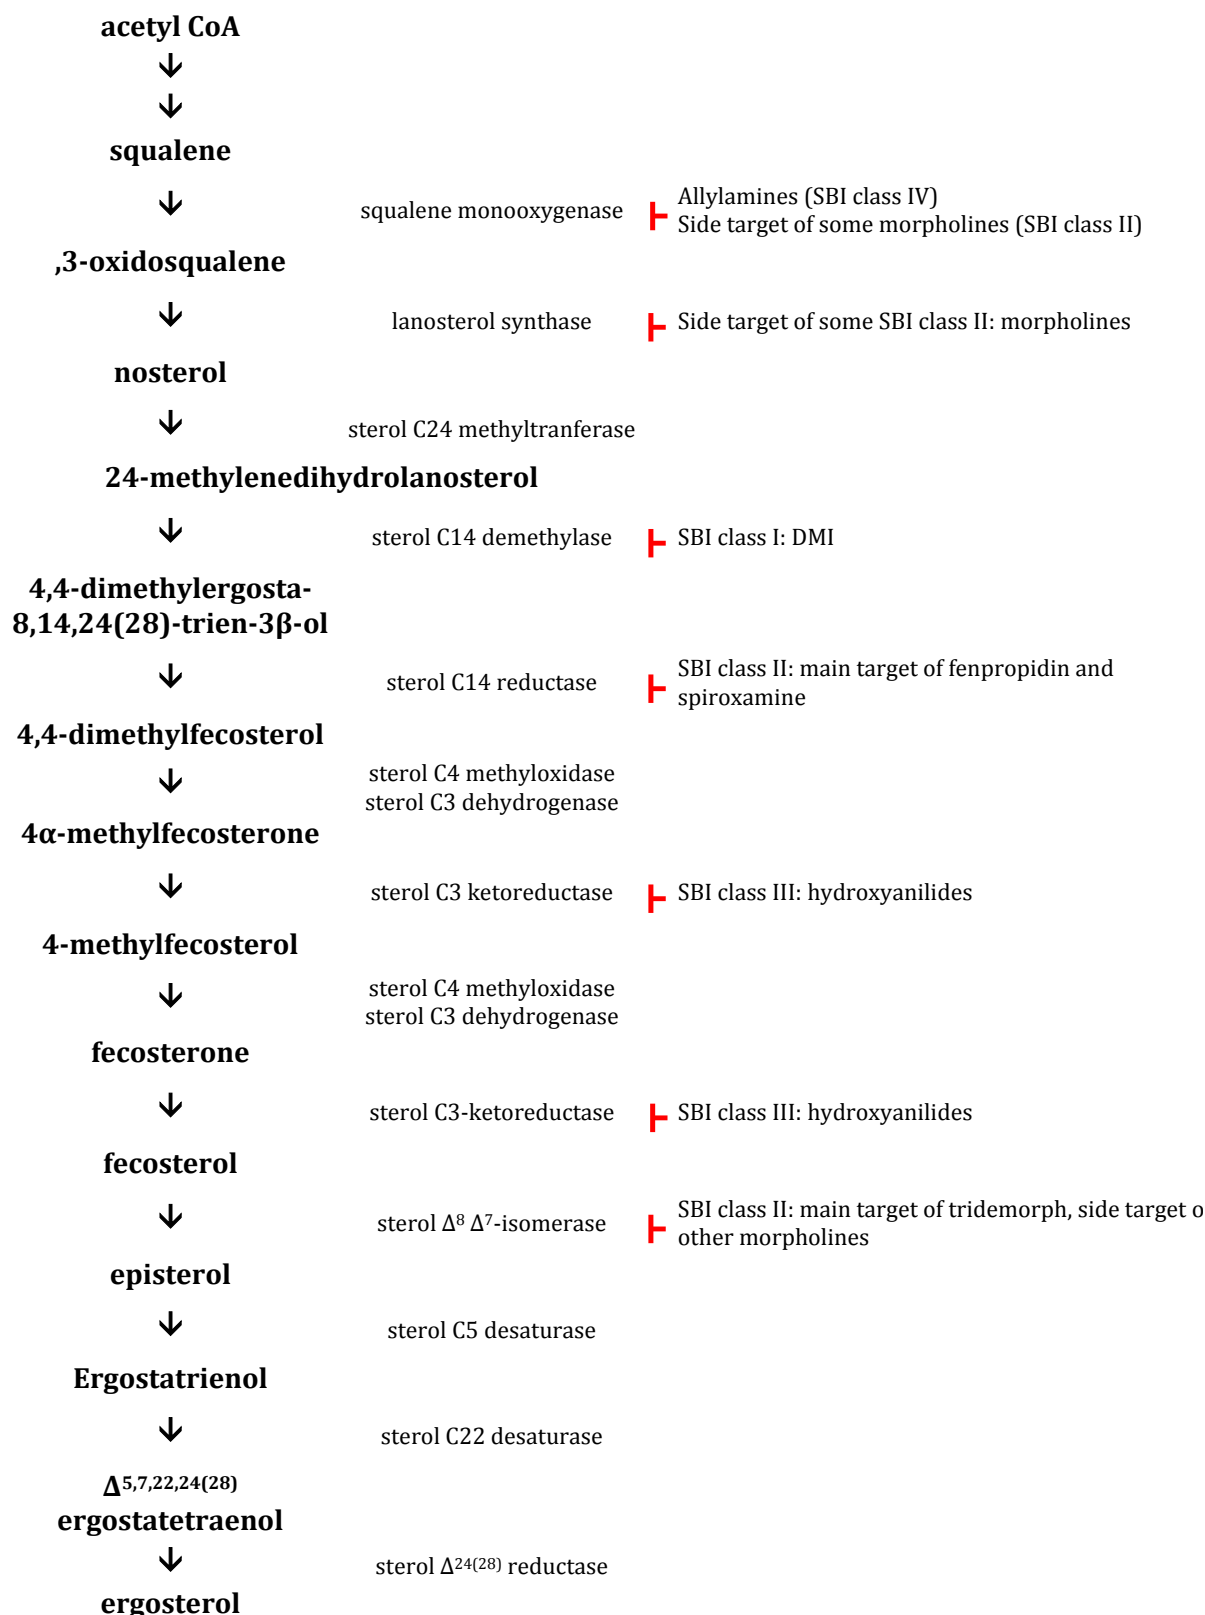 acetyl CoA
squalene
squalene monooxygenase
Allylamines (SBI class IV)
Side target of some morpholines (SBI class II)
,3-oxidosqualene
lanosterol synthase
Side target of some SBI class II: morpholines
nosterol
sterol C24 methyltranferase
24-methylenedihydrolanosterol
sterol C14 demethylase
SBI class I: DMI
4,4-dimethylergosta-
8,14,24(28)-trien-3β-ol
sterol C14 reductase
SBI class II: main target of fenpropidin and
spiroxamine
4,4-dimethylfecosterol
sterol C4 methyloxidase
sterol C3 dehydrogenase
4α-methylfecosterone
sterol C3 ketoreductase
SBI class III: hydroxyanilides
4-methylfecosterol
sterol C4 methyloxidase
sterol C3 dehydrogenase
fecosterone
sterol C3-ketoreductase
SBI class III: hydroxyanilides
fecosterol
sterol Δ⁸ Δ⁷-isomerase
SBI class II: main target of tridemorph, side target o
other morpholines
episterol
sterol C5 desaturase
Ergostatrienol
sterol C22 desaturase
Δ5,7,22,24(28)
ergostatetraenol
sterol Δ24(28) reductase
ergosterol